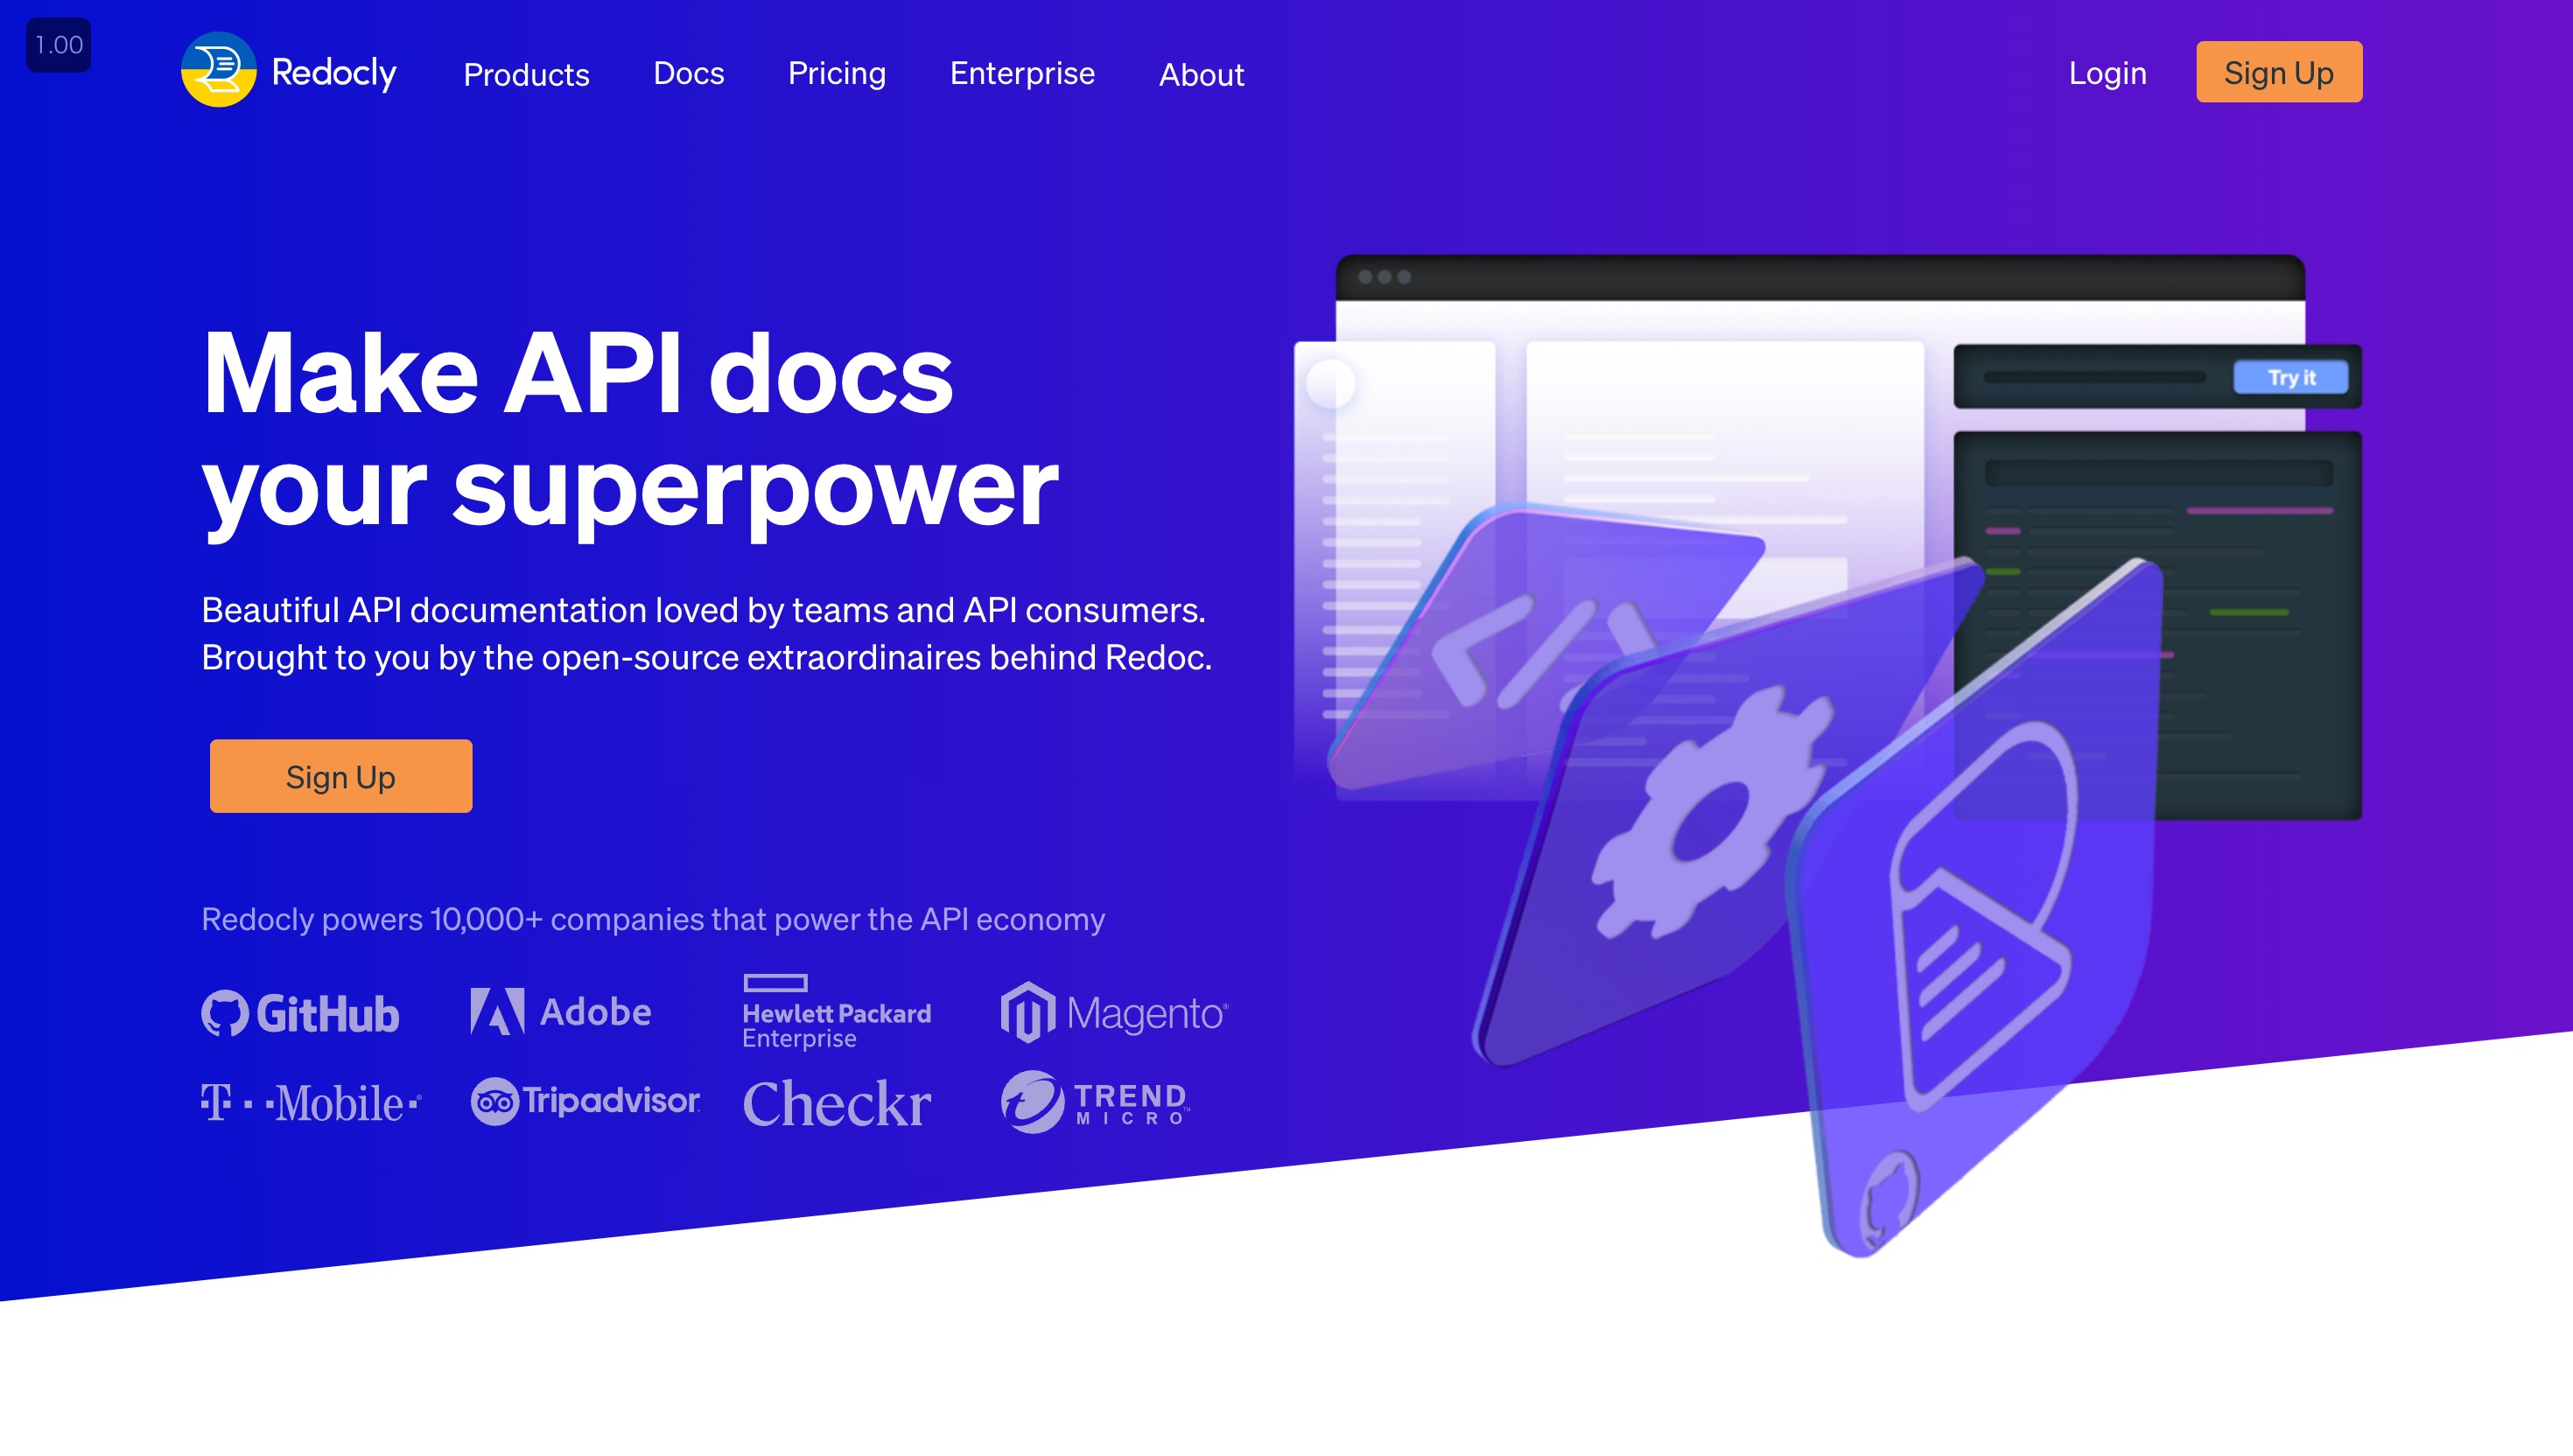 1.00
Redocly
Products
Docs
Pricing
Enterprise
About
Login
Sign Up
Make API docs
your superpower
Beautiful API documentation loved by teams and API consumers.
Brought to you by the open-source extraordinaires behind Redoc.
Sign Up
Try it
Redocly powers 10,000+ companies that power the API economy
GitHub
Adobe
Hewlett Packard
Enterprise
Magento®
T··Mobile·®
Tripadvisor
Checkr
TREND
MICRO™